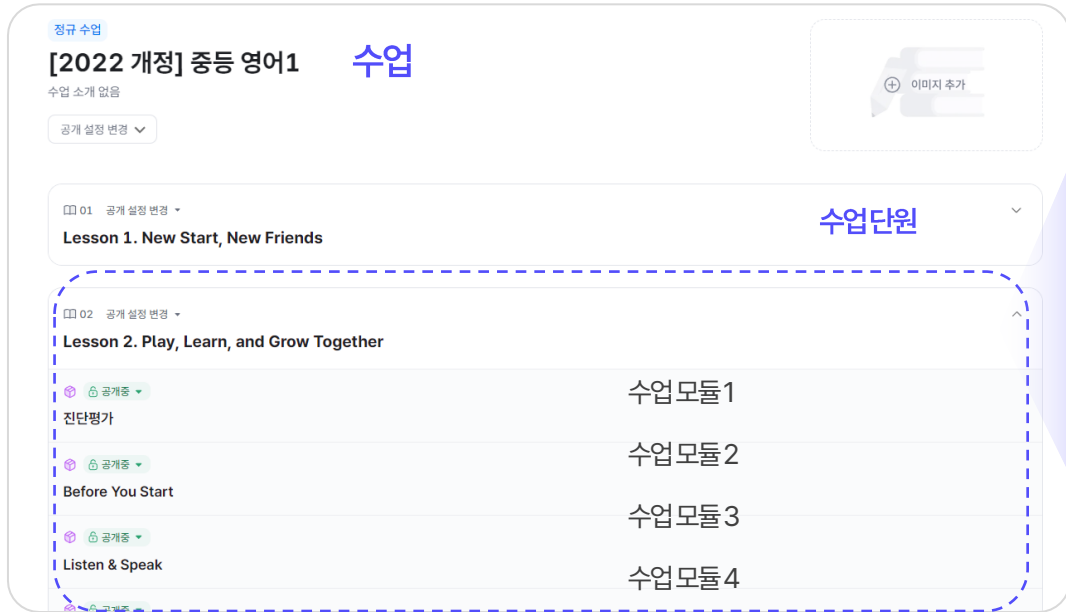 정규 수업
[2022 개정] 중등 영어1 수업
수업 소개 없음
이미지 추가
공개 설정 변경
01 공개 설정 변경
수업 단원
Lesson 1. New Start, New Friends
02 공개 설정 변경
Lesson 2. Play, Learn, and Grow Together
공개중
수업 모듈 1
진단평가
수업 모듈 2
공개중
Before You Start
수업 모듈 3
공개중
Listen & Speak
수업 모듈 4
공개중